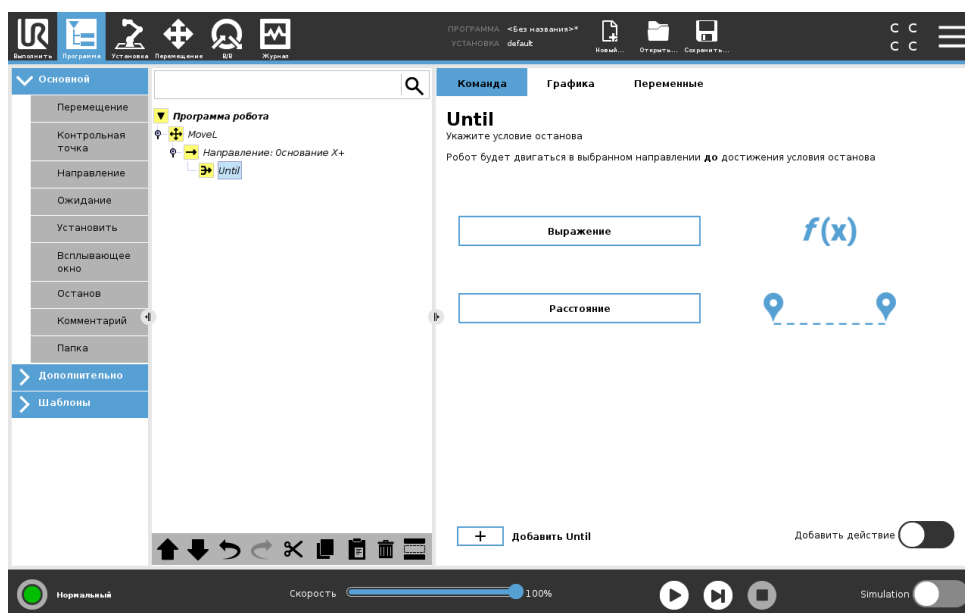 ПРОГРАММА <Без названия>*
УСТАНОВКА default
Выполнить Программа Установка Перемещение В/В Журнал
Новый... Открыть... Сохранить...
C C
C C
Основной
Перемещение
Контрольная
точка
Направление
Ожидание
Установить
Всплывающее
окно
Останов
Комментарий
Папка
Дополнительно
Шаблоны
Программа робота
MoveL
Направление: Основание X+
Until
Команда Графика Переменные
Until
Укажите условие останова
Робот будет двигаться в выбранном направлении до достижения условия останова
Выражение f(x)
Расстояние
+ Добавить Until Добавить действие
Нормальный Скорость 100% Simulation